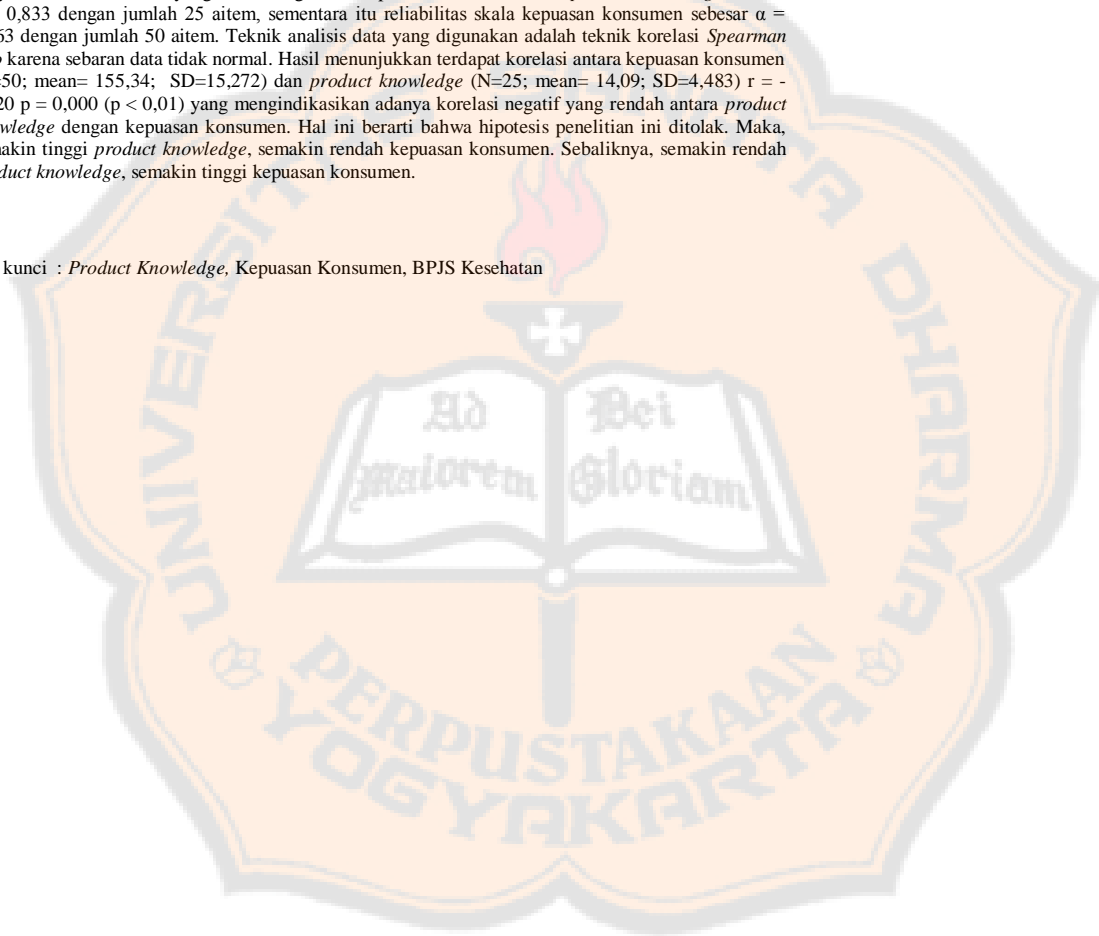 0,833 dengan jumlah 25 aitem, sementara itu reliabilitas skala kepuasan konsumen sebesar α =
63 dengan jumlah 50 aitem. Teknik analisis data yang digunakan adalah teknik korelasi Spearman
karena sebaran data tidak normal. Hasil menunjukkan terdapat korelasi antara kepuasan konsumen
=50; mean= 155,34; SD=15,272) dan product knowledge (N=25; mean= 14,09; SD=4,483) r = -
20 p = 0,000 (p < 0,01) yang mengindikasikan adanya korelasi negatif yang rendah antara product
wledge dengan kepuasan konsumen. Hal ini berarti bahwa hipotesis penelitian ini ditolak. Maka,
makin tinggi product knowledge, semakin rendah kepuasan konsumen. Sebaliknya, semakin rendah
duct knowledge, semakin tinggi kepuasan konsumen.
kunci : Product Knowledge, Kepuasan Konsumen, BPJS Kesehatan
UNIVERSITAS SANATA DHARMA
Ad Dei
maiorem Gloriam
PERPUSTAKAAN
YOGYAKARTA